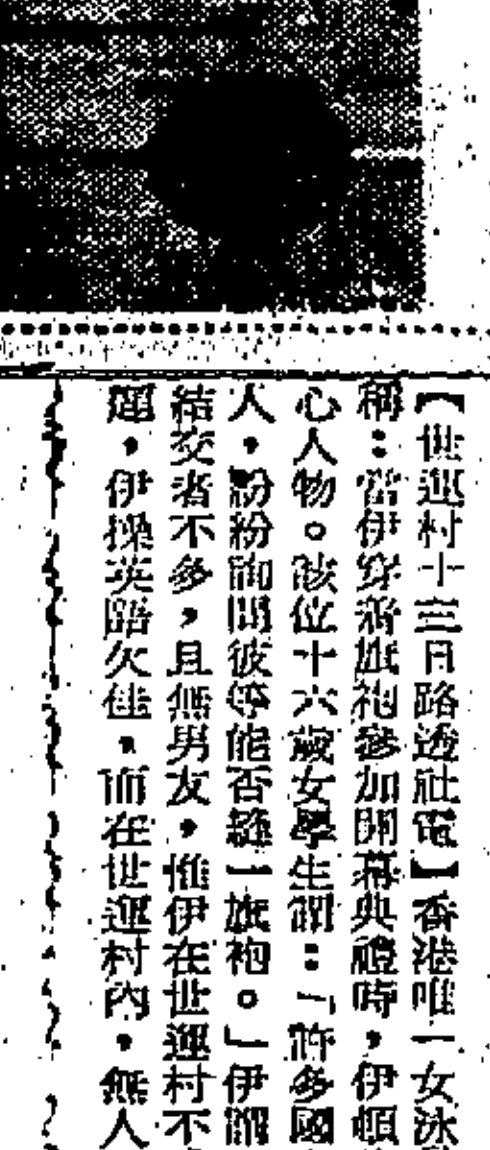 【世運村十三日路透社電】香港唯一女泳
稱：當伊穿着旗袍參加開幕典禮時，伊頓
心人物。該位十六歲女學生謂：「許多國
人，紛紛詢問彼等能否縫一旗袍。」伊謂
結交者不多，且無男友，惟伊在世運村不
運，伊操英語欠佳，而在世運村內，無人